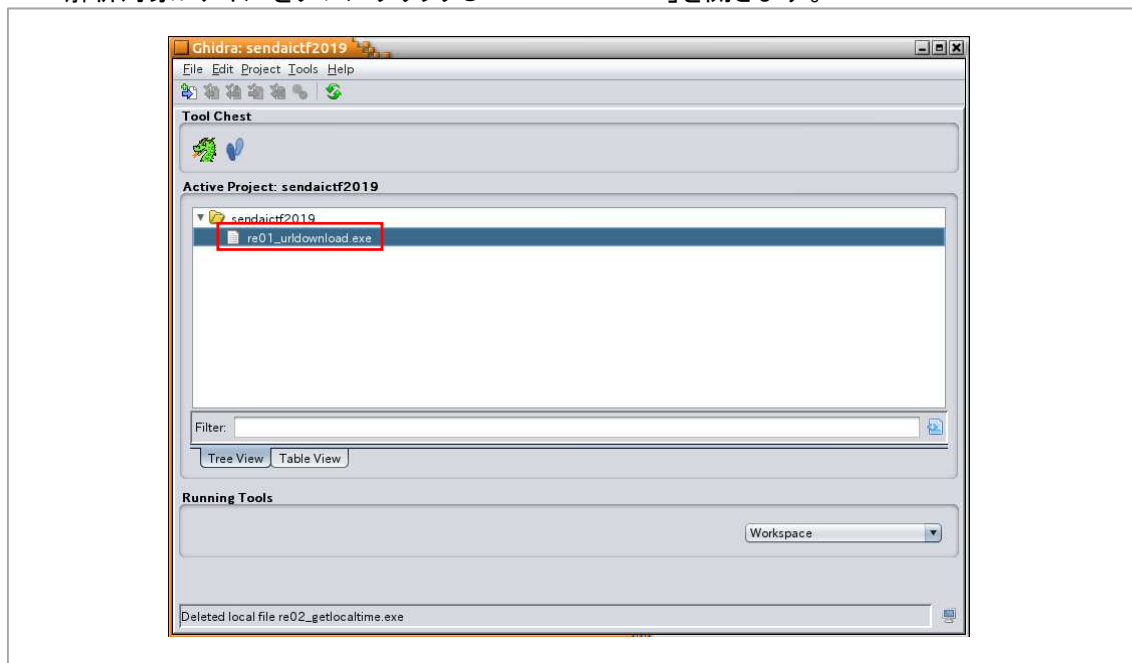 Ghidra: sendaictf2019
File Edit Project Tools Help
Tool Chest
Active Project: sendaictf2019
sendaictf2019
re01_urldownload.exe
Filter:
Tree View Table View
Running Tools
Workspace
Deleted local file re02_getlocaltime.exe